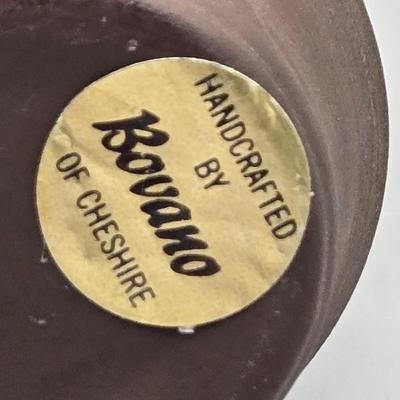 HANDCRAFTED
BY
Bovano
OF CHESHIRE